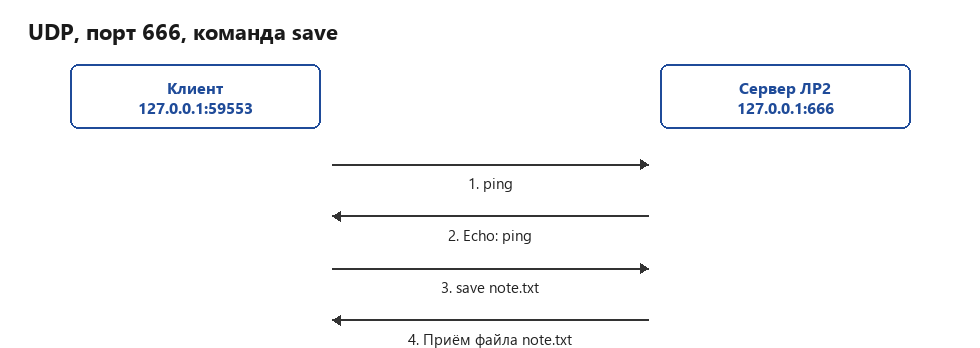 UDP, порт 666, команда save
Клиент
127.0.0.1:59553
Сервер ЛР2
127.0.0.1:666
1. ping
2. Echo: ping
3. save note.txt
4. Приём файла note.txt